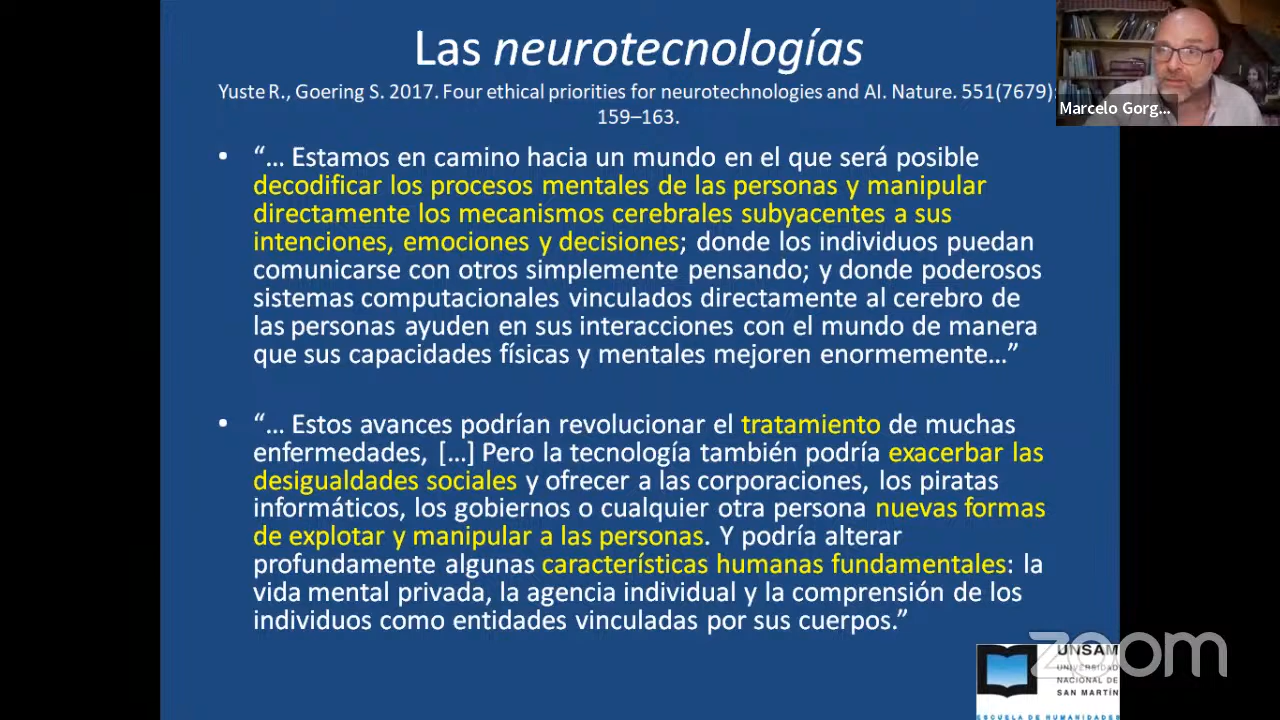 Las neurotecnologías
Yuste R., Goering S. 2017. Four ethical priorities for neurotechnologies and AI. Nature. 551(7679):
159–163.
Marcelo Gorg...
• “... Estamos en camino hacia un mundo en el que será posible
decodificar los procesos mentales de las personas y manipular
directamente los mecanismos cerebrales subyacentes a sus
intenciones, emociones y decisiones; donde los individuos puedan
comunicarse con otros simplemente pensando; y donde poderosos
sistemas computacionales vinculados directamente al cerebro de
las personas ayuden en sus interacciones con el mundo de manera
que sus capacidades físicas y mentales mejoren enormemente...”
• “... Estos avances podrían revolucionar el tratamiento de muchas
enfermedades, [...] Pero la tecnología también podría exacerbar las
desigualdades sociales y ofrecer a las corporaciones, los piratas
informáticos, los gobiernos o cualquier otra persona nuevas formas
de explotar y manipular a las personas. Y podría alterar
profundamente algunas características humanas fundamentales: la
vida mental privada, la agencia individual y la comprensión de los
individuos como entidades vinculadas por sus cuerpos.”
zoom
UNSAM
UNIVERSIDAD
NACIONAL DE
SAN MARTÍN
ESCUELA DE HUMANIDADES